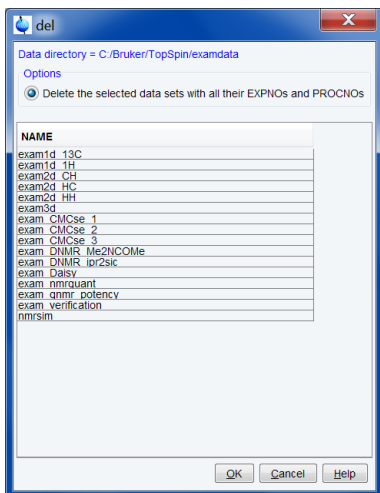 del
Data directory = C:/Bruker/TopSpin/examdata
Options
Delete the selected data sets with all their EXPNOs and PROCNOs
NAME
exam1d_13C
exam1d_1H
exam2d_CH
exam2d_HC
exam2d_HH
exam3d
exam_CMCse_1
exam_CMCse_2
exam_CMCse_3
exam_DNMR_Me2NCOMe
exam_DNMR_ipr2sic
exam_Daisy
exam_nmrquant
exam_qnmr_potency
exam_verification
nmrsim
OK Cancel Help